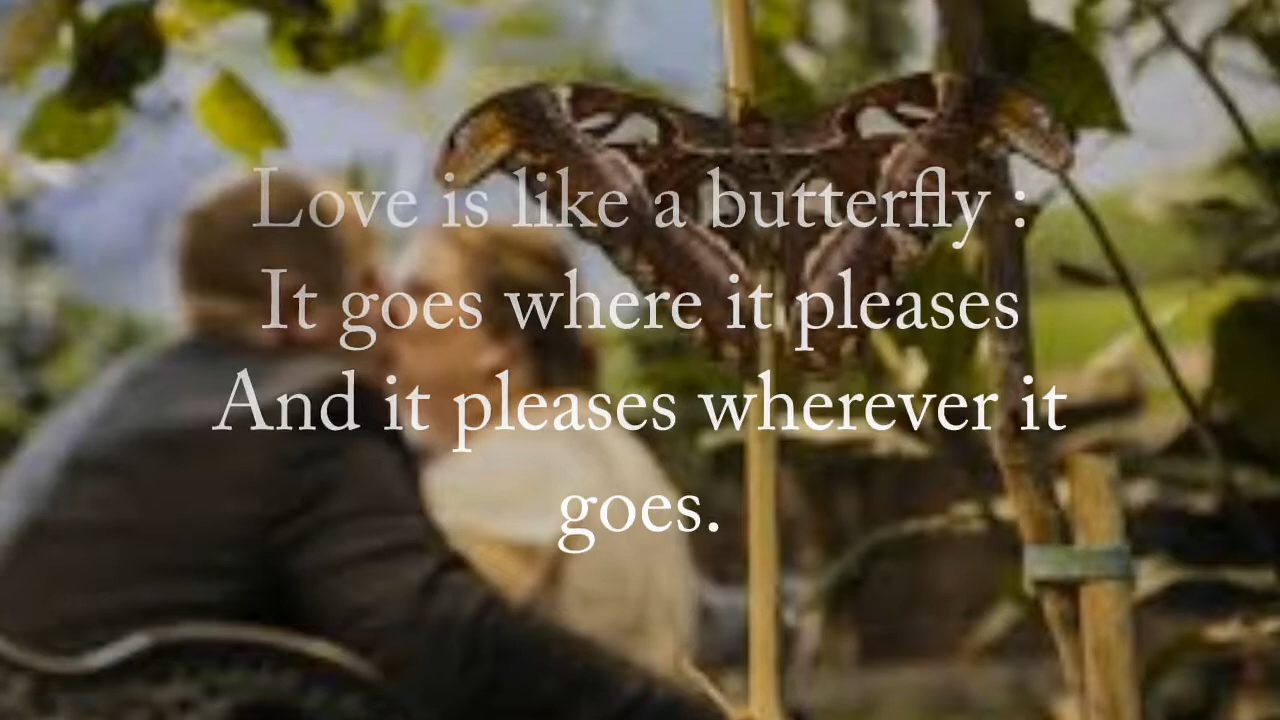 Love is like a butterfly :
It goes where it pleases
And it pleases wherever it
goes.